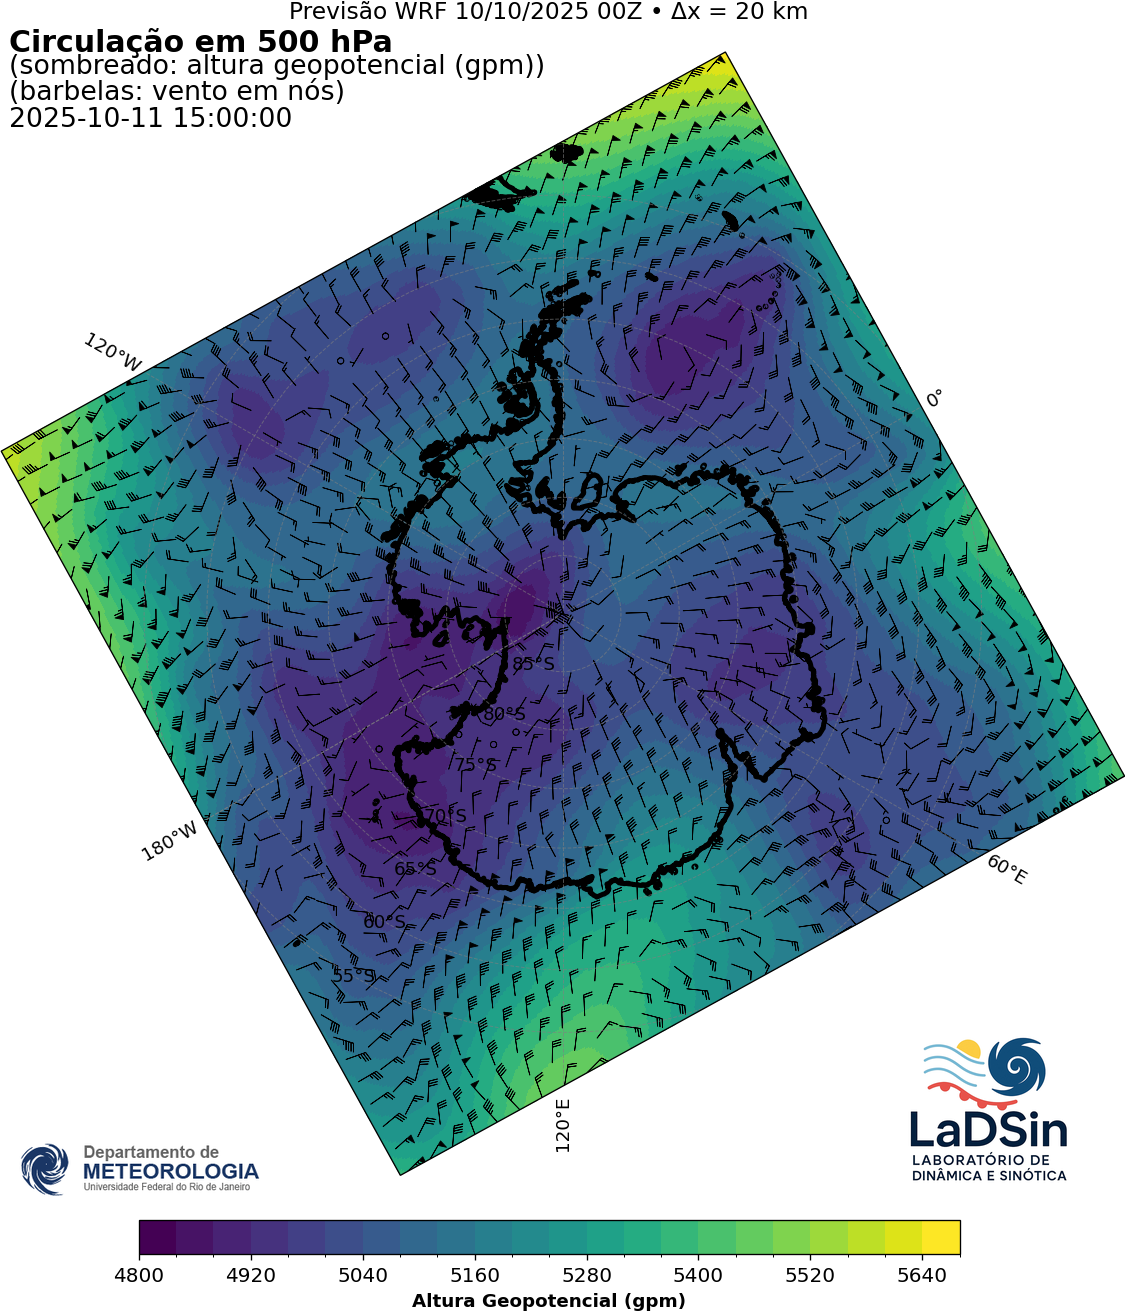 Previsão WRF 10/10/2025 00Z • Δx = 20 km
Circulação em 500 hPa
(sombreado: altura geopotencial (gpm))
(barbelas: vento em nós)
2025-10-11 15:00:00
120°W
0°
85°S
80°S
75°S
70°S
180°W
65°S
60°E
60°S
55°S
120°E
LaDSin
LABORATÓRIO DE
DINÂMICA E SINÓTICA
Departamento de
METEOROLOGIA
Universidade Federal do Rio de Janeiro
4800 4920 5040 5160 5280 5400 5520 5640
Altura Geopotencial (gpm)